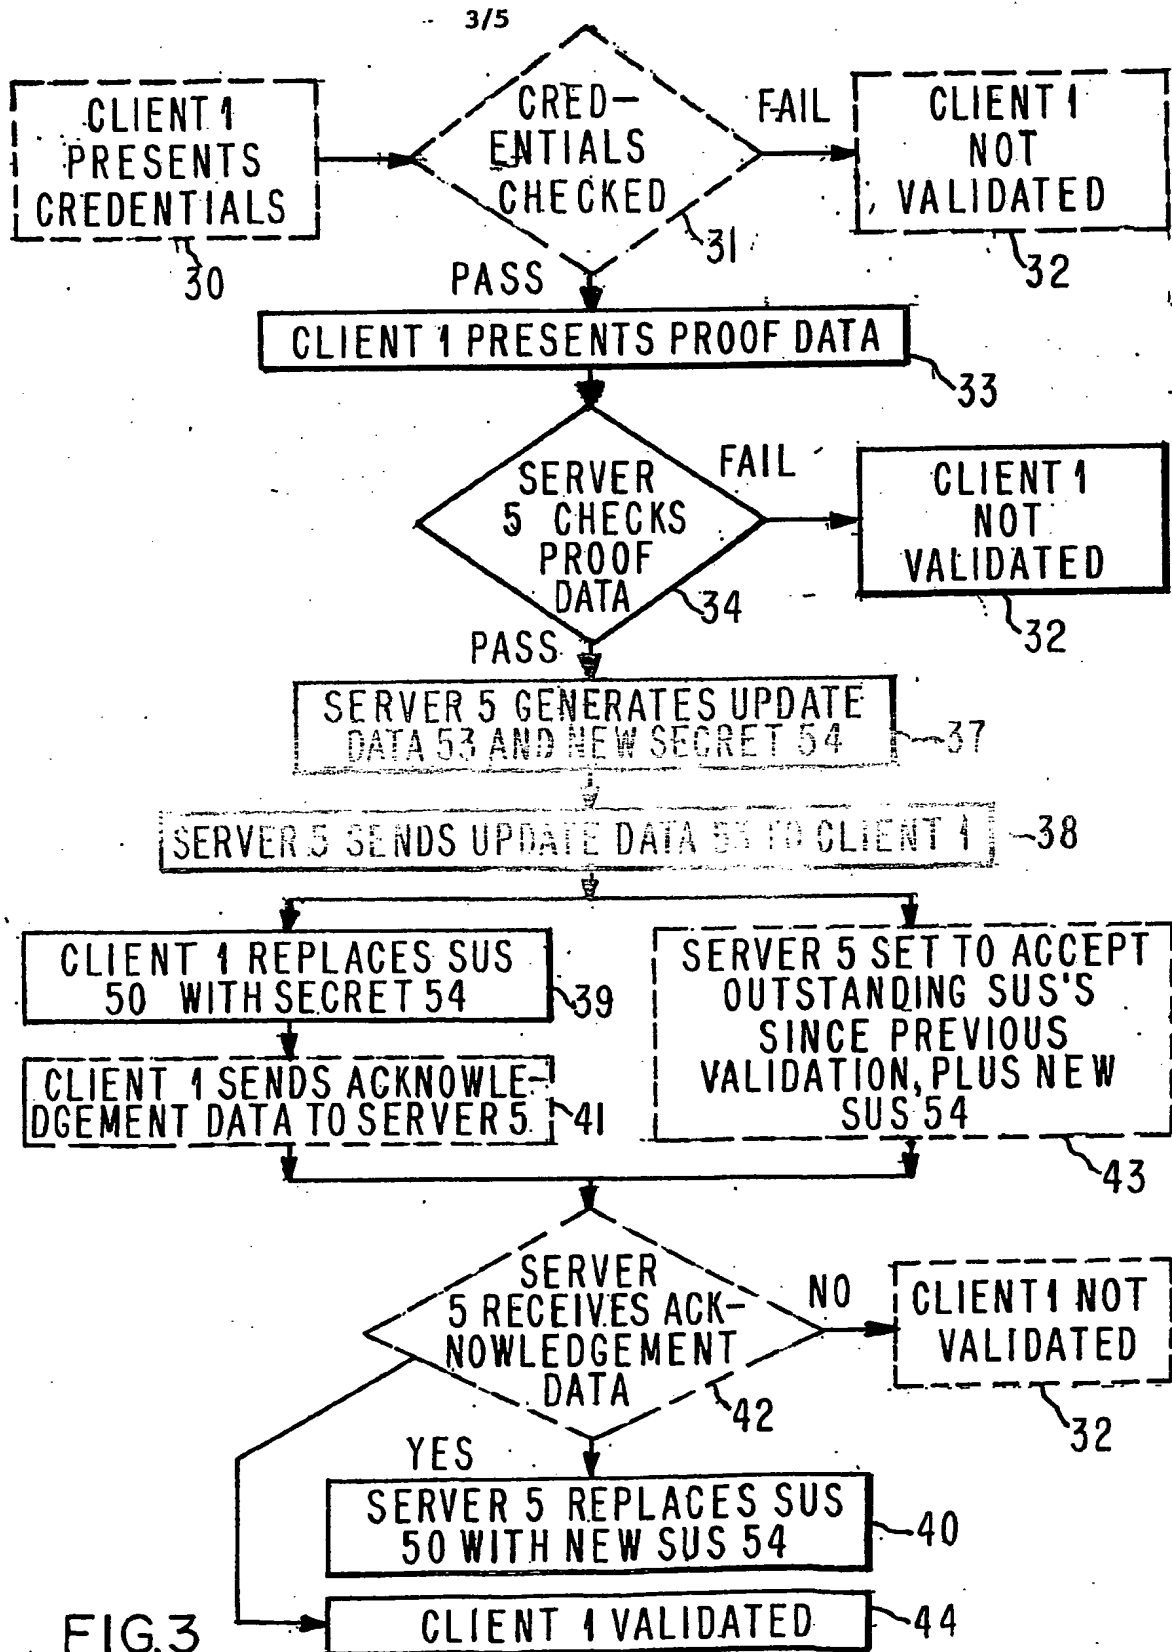 3/5
CLIENT 1
PRESENTS
CREDENTIALS
30
CRED-
ENTIALS
CHECKED
31
FAIL
CLIENT 1
NOT
VALIDATED
32
PASS
CLIENT 1 PRESENTS PROOF DATA
33
SERVER
5 CHECKS
PROOF
DATA
34
FAIL
CLIENT 1
NOT
VALIDATED
32
PASS
SERVER 5 GENERATES UPDATE
DATA 53 AND NEW SECRET 54
37
SERVER 5 SENDS UPDATE DATA 53 TO CLIENT 1
38
CLIENT 1 REPLACES SUS
50 WITH SECRET 54
39
CLIENT 1 SENDS ACKNOWLE-
DGEMENT DATA TO SERVER 5
41
SERVER 5 SET TO ACCEPT
OUTSTANDING SUS'S
SINCE PREVIOUS
VALIDATION, PLUS NEW
SUS 54
43
SERVER
5 RECEIVES ACK-
NOWLEDGEMENT
DATA
42
NO
CLIENT 1 NOT
VALIDATED
32
YES
SERVER 5 REPLACES SUS
50 WITH NEW SUS 54
40
CLIENT 1 VALIDATED
44
FIG.3